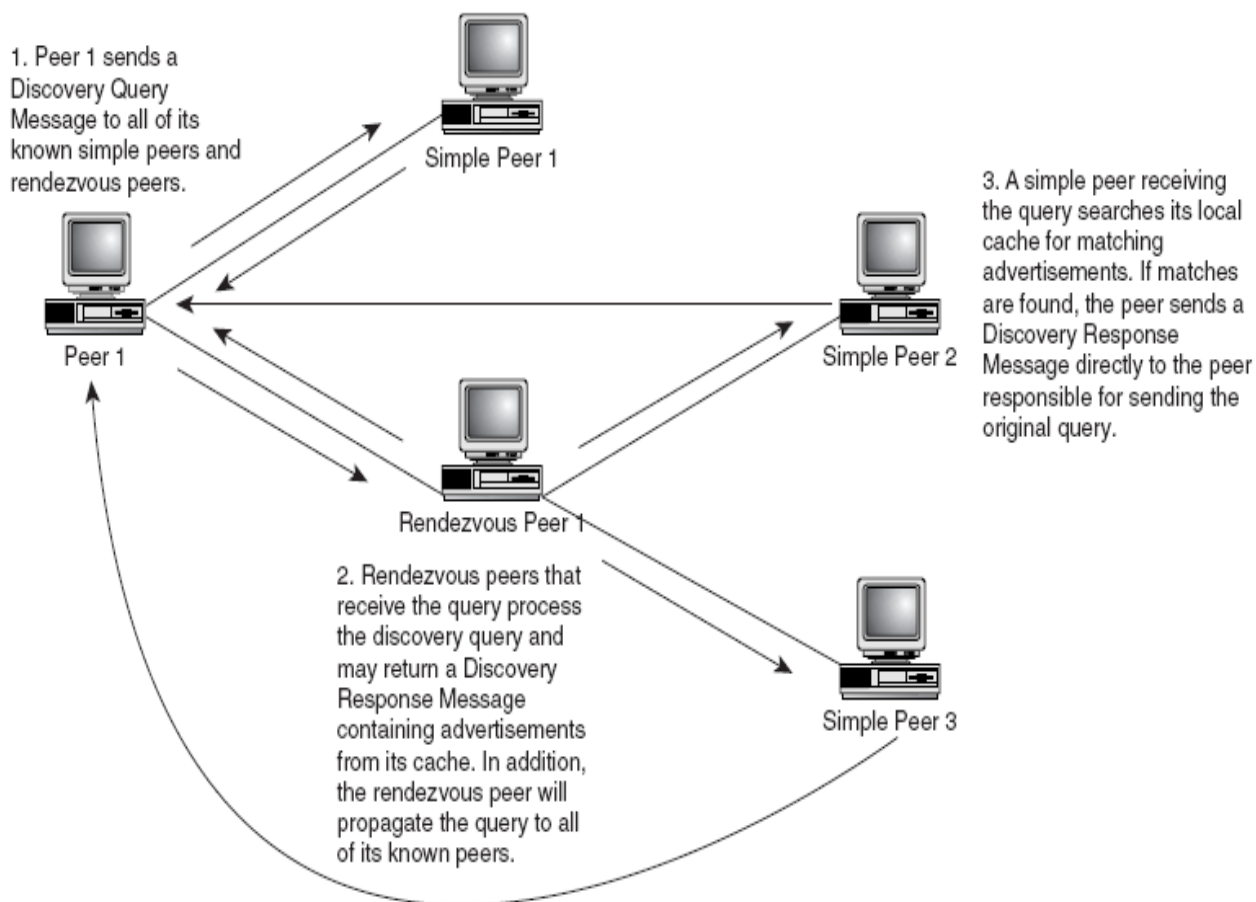 1. Peer 1 sends a
Discovery Query
Message to all of its
known simple peers and
rendezvous peers.
Simple Peer 1
3. A simple peer receiving
the query searches its local
cache for matching
advertisements. If matches
are found, the peer sends a
Discovery Response
Message directly to the peer
responsible for sending the
original query.
Peer 1
Simple Peer 2
Rendezvous Peer 1
2. Rendezvous peers that
receive the query process
the discovery query and
may return a Discovery
Response Message
containing advertisements
from its cache. In addition,
the rendezvous peer will
propagate the query to all
of its known peers.
Simple Peer 3